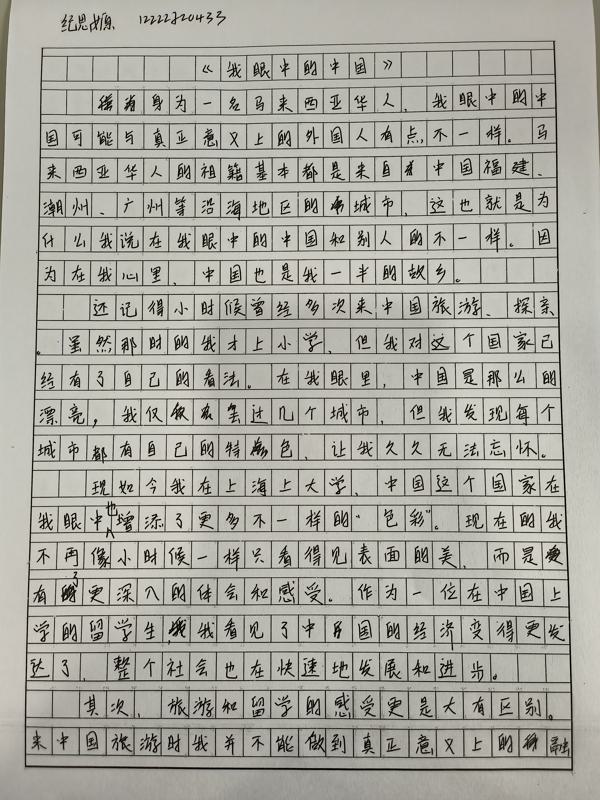 纪思嫄 12222720433
《我眼中的中国》
身为一名马来西亚华人，我眼中的中
国可能与真正意义上的外国人有点不一样。马
来西亚华人的祖籍基本都是来自中国福建、
潮州、广州等沿海地区的城市，这也就是为
什么我说在我眼中的中国和别人的不一样。因
为在我心里，中国也是我一半的故乡。
还记得小时候曾经多次来中国旅游、探亲
。虽然那时的我才上小学，但我对这个国家已
经有了自己的看法。在我眼里，中国是那么的
漂亮，我仅去过几个城市，但我发现每个
城市都有自己的特色，让我久久无法忘怀。
现如今我在上海上大学，中国这个国家在
我眼中也增添了更多不一样的“色彩”。现在的我
不再像小时候一样只看得见表面的美，而是
有了更深入的体会和感受。作为一位在中国上
学的留学生，我看见了中国的经济变得更发
达了，整个社会也在快速地发展和进步。
其次，旅游和留学的感受更是大有区别。
来中国旅游时我并不能做到真正意义上的融